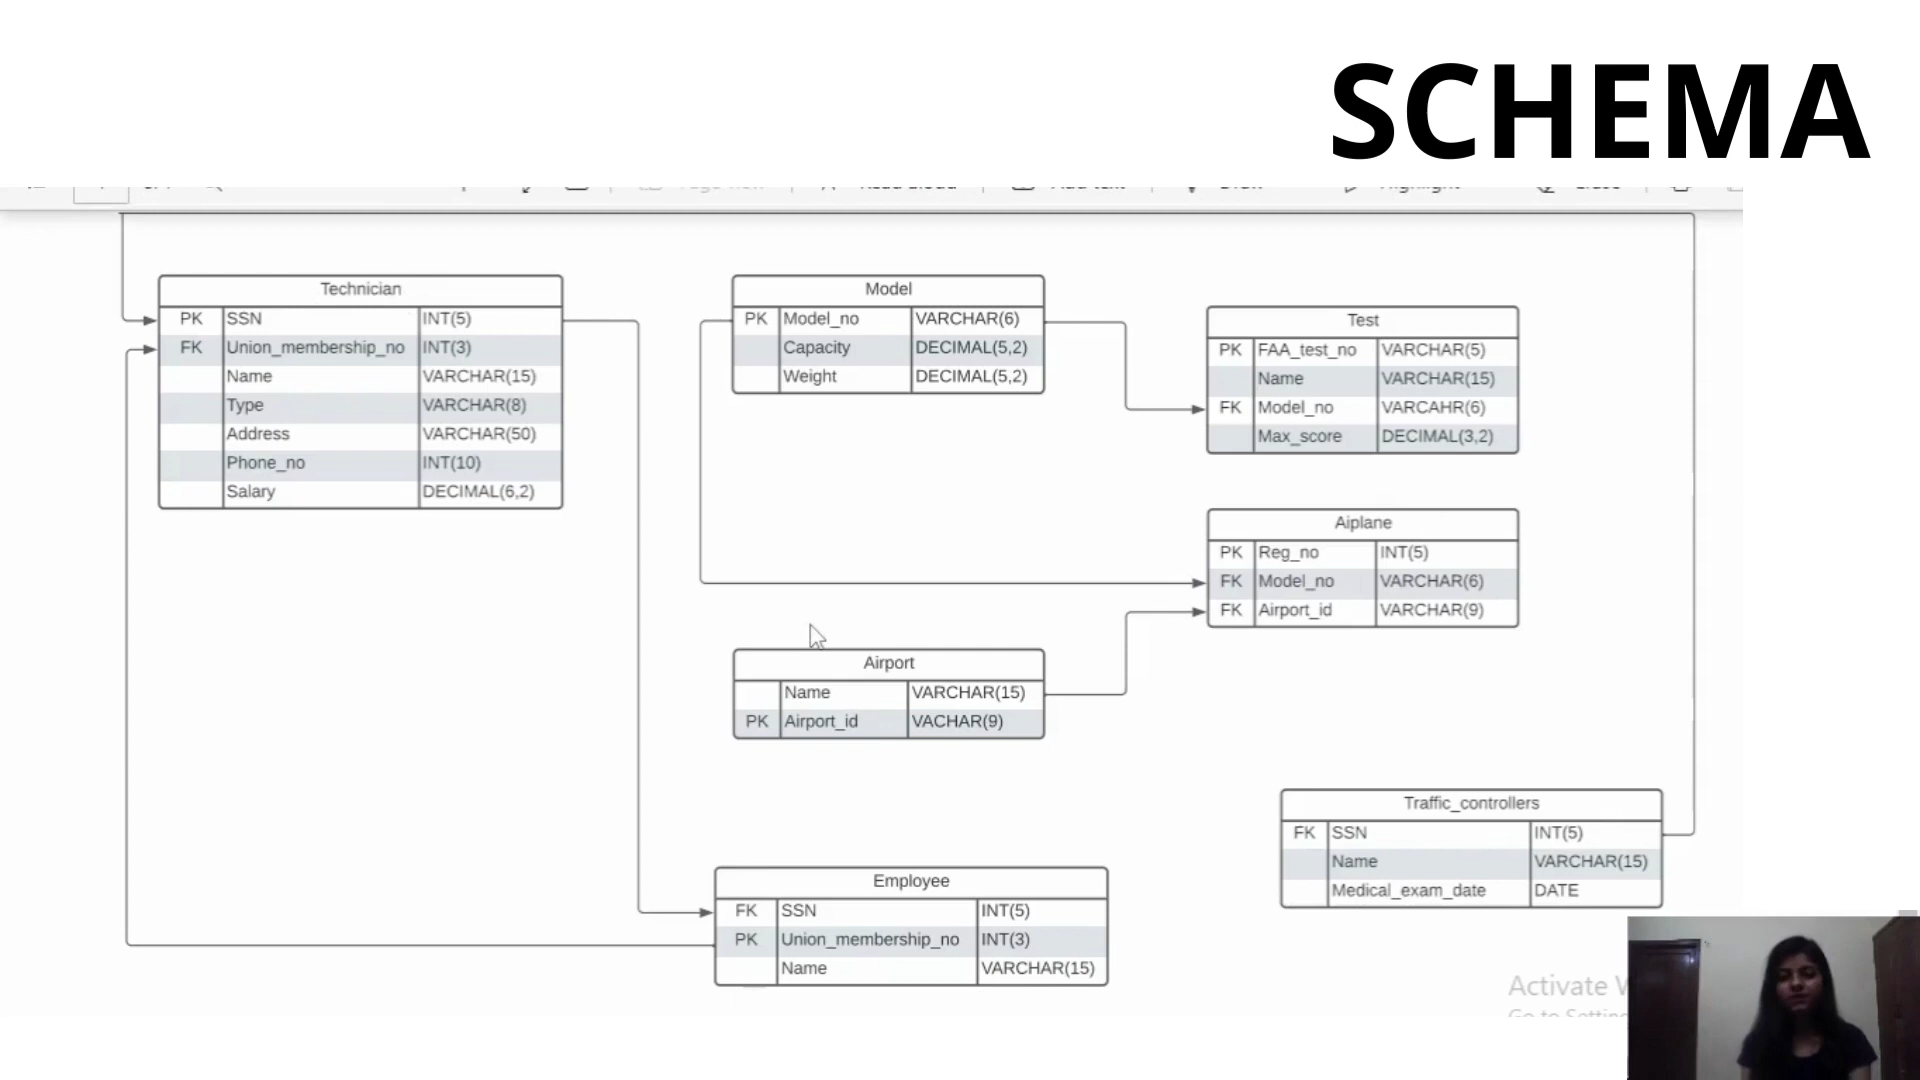 SCHEMA
Technician
PK SSN INT(5)
FK Union_membership_no INT(3)
Name VARCHAR(15)
Type VARCHAR(8)
Address VARCHAR(50)
Phone_no INT(10)
Salary DECIMAL(6,2)
Model
PK Model_no VARCHAR(6)
Capacity DECIMAL(5,2)
Weight DECIMAL(5,2)
Test
PK FAA_test_no VARCHAR(5)
Name VARCHAR(15)
FK Model_no VARCAHR(6)
Max_score DECIMAL(3,2)
Aiplane
PK Reg_no INT(5)
FK Model_no VARCHAR(6)
FK Airport_id VARCHAR(9)
Airport
Name VARCHAR(15)
PK Airport_id VACHAR(9)
Traffic_controllers
FK SSN INT(5)
Name VARCHAR(15)
Medical_exam_date DATE
Employee
FK SSN INT(5)
PK Union_membership_no INT(3)
Name VARCHAR(15)
Activate